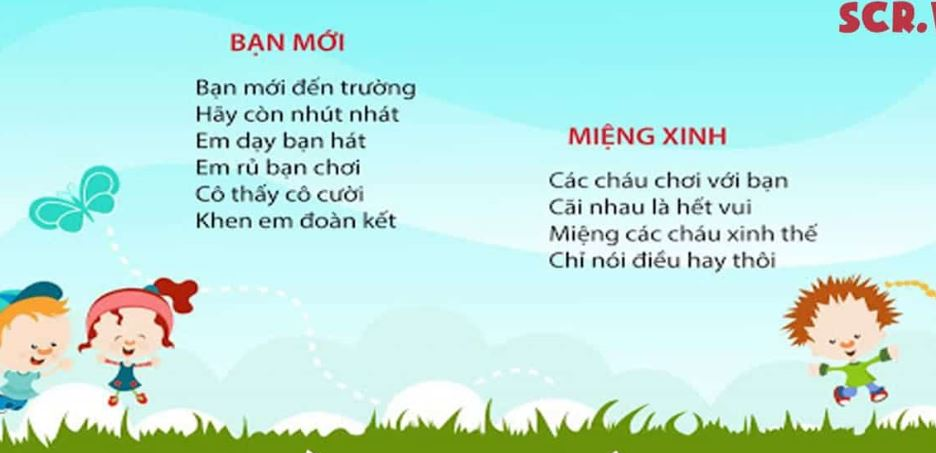 SCR.
BẠN MỚI
Bạn mới đến trường
Hãy còn nhút nhát
Em dạy bạn hát
Em rủ bạn chơi
Cô thấy cô cười
Khen em đoàn kết
MIỆNG XINH
Các cháu chơi với bạn
Cãi nhau là hết vui
Miệng các cháu xinh thế
Chỉ nói điều hay thôi